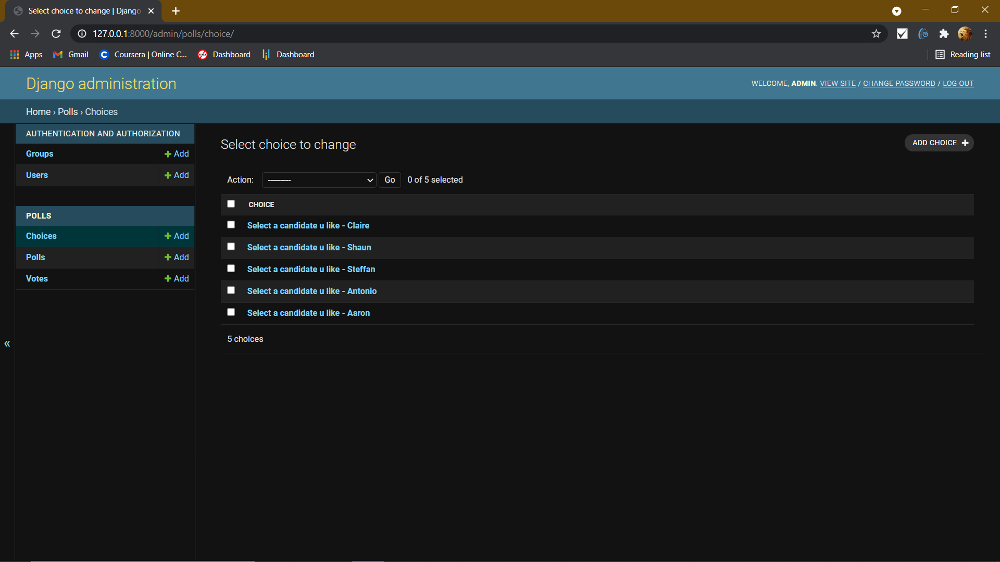 Select choice to change | Django
127.0.0.1:8000/admin/polls/choice/
Apps Gmail Coursera | Online C... Dashboard Dashboard Reading list
Django administration
WELCOME, ADMIN. VIEW SITE / CHANGE PASSWORD / LOG OUT
Home › Polls › Choices
AUTHENTICATION AND AUTHORIZATION
Groups + Add
Users + Add
POLLS
Choices + Add
Polls + Add
Votes + Add
«
Select choice to change
ADD CHOICE +
Action: --------- Go 0 of 5 selected
CHOICE
Select a candidate u like - Claire
Select a candidate u like - Shaun
Select a candidate u like - Steffan
Select a candidate u like - Antonio
Select a candidate u like - Aaron
5 choices